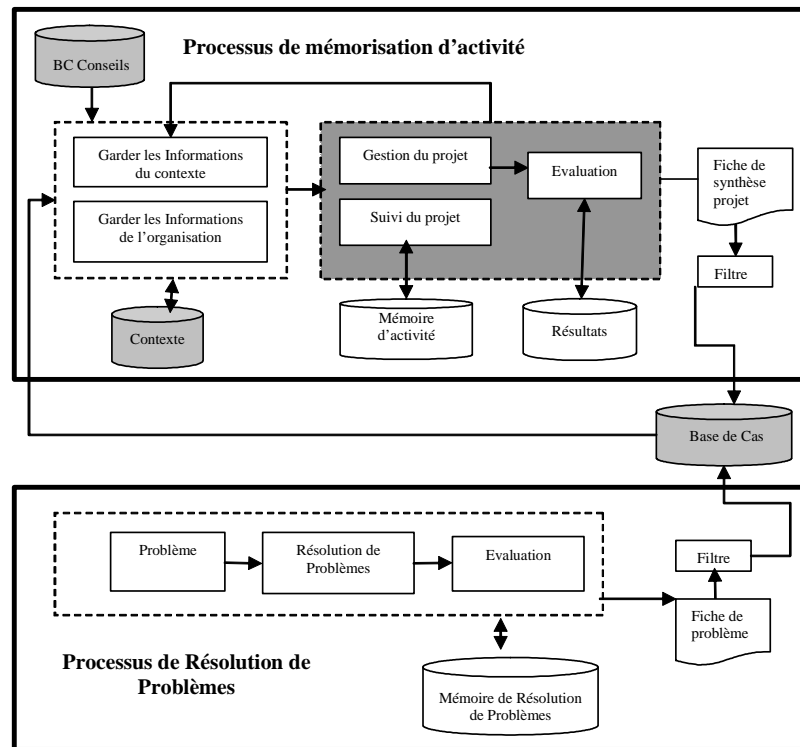 Processus de mémorisation d’activité
BC Conseils
Garder les Informations
du contexte
Garder les Informations
de l’organisation
Contexte
Gestion du projet
Suivi du projet
Evaluation
Mémoire
d’activité
Résultats
Fiche de
synthèse
projet
Filtre
Base de Cas
Problème
Résolution de
Problèmes
Evaluation
Filtre
Fiche de
problème
Processus de Résolution de
Problèmes
Mémoire de Résolution
de Problèmes